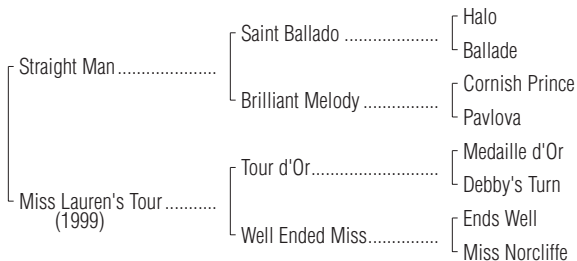 Halo
Saint Ballado ....................
Ballade
Straight Man .....................
Cornish Prince
Brilliant Melody ................
Pavlova
Medaille d'Or
Tour d'Or...........................
Debby's Turn
Miss Lauren's Tour ...........
(1999)
Ends Well
Well Ended Miss...............
Miss Norcliffe